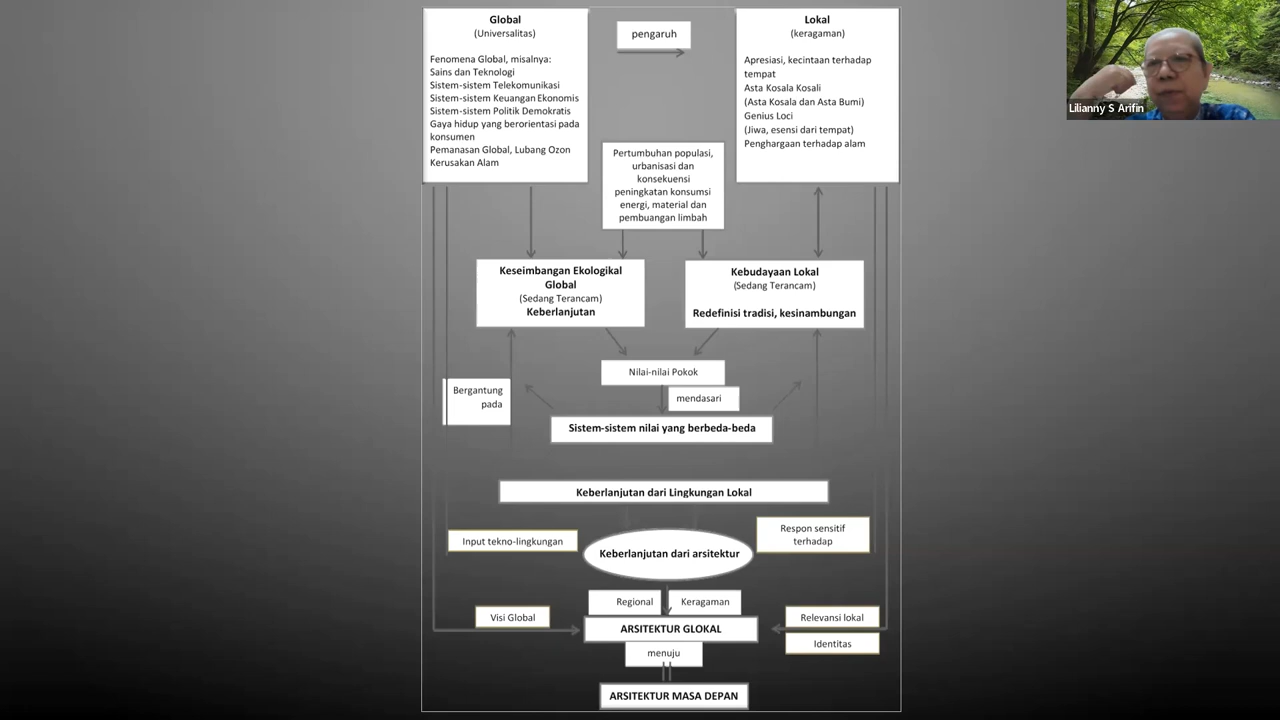 Global
(Universalitas)
Fenomena Global, misalnya:
Sains dan Teknologi
Sistem-sistem Telekomunikasi
Sistem-sistem Keuangan Ekonomis
Sistem-sistem Politik Demokratis
Gaya hidup yang berorientasi pada
konsumen
Pemanasan Global, Lubang Ozon
Kerusakan Alam
pengaruh
Lokal
(keragaman)
Apresiasi, kecintaan terhadap
tempat
Asta Kosala Kosali
(Asta Kosala dan Asta Bumi)
Genius Loci
(Jiwa, esensi dari tempat)
Penghargaan terhadap alam
Lilianny S Arifin
Pertumbuhan populasi,
urbanisasi dan
konsekuensi
peningkatan konsumsi
energi, material dan
pembuangan limbah
Keseimbangan Ekologikal
Global
(Sedang Terancam)
Keberlanjutan
Kebudayaan Lokal
(Sedang Terancam)
Redefinisi tradisi, kesinambungan
Nilai-nilai Pokok
Bergantung
pada
mendasari
Sistem-sistem nilai yang berbeda-beda
Keberlanjutan dari Lingkungan Lokal
Input tekno-lingkungan
Keberlanjutan dari arsitektur
Respon sensitif
terhadap
Regional
Keragaman
Visi Global
ARSITEKTUR GLOKAL
Relevansi lokal
Identitas
menuju
ARSITEKTUR MASA DEPAN